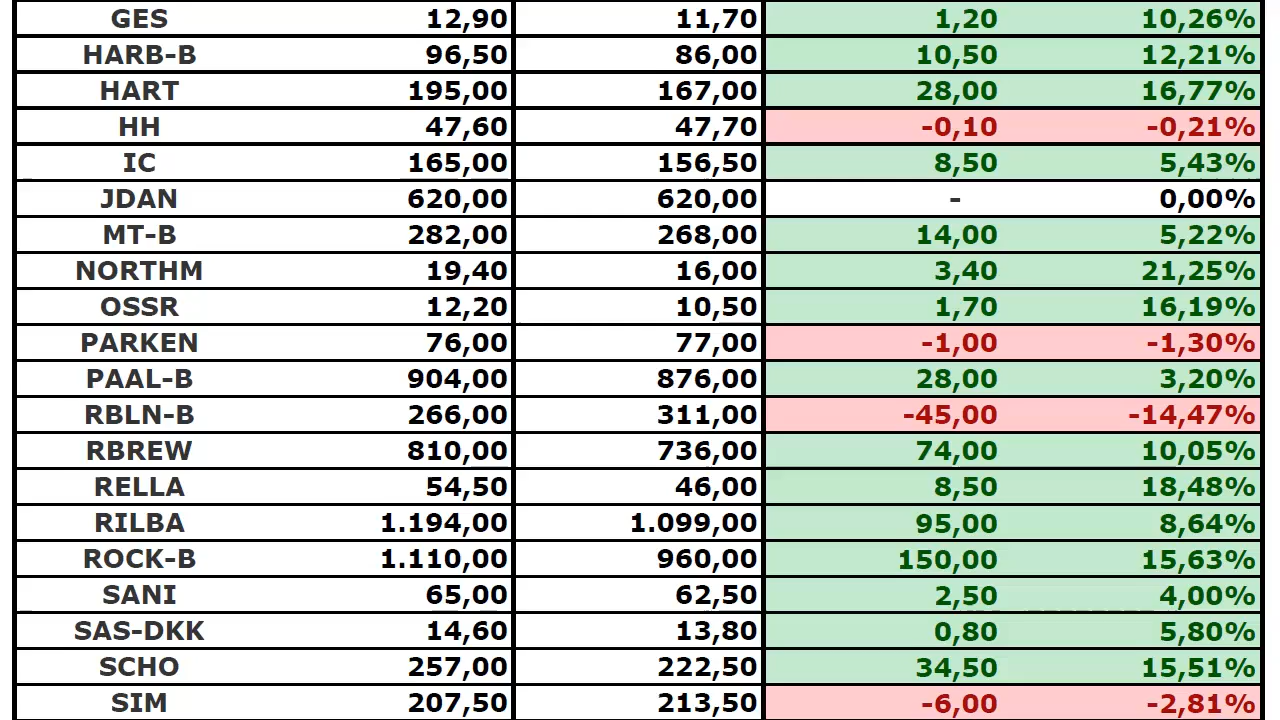 GES 12,90 11,70 1,20 10,26%
HARB-B 96,50 86,00 10,50 12,21%
HART 195,00 167,00 28,00 16,77%
HH 47,60 47,70 -0,10 -0,21%
IC 165,00 156,50 8,50 5,43%
JDAN 620,00 620,00 - 0,00%
MT-B 282,00 268,00 14,00 5,22%
NORTHM 19,40 16,00 3,40 21,25%
OSSR 12,20 10,50 1,70 16,19%
PARKEN 76,00 77,00 -1,00 -1,30%
PAAL-B 904,00 876,00 28,00 3,20%
RBLN-B 266,00 311,00 -45,00 -14,47%
RBREW 810,00 736,00 74,00 10,05%
RELLA 54,50 46,00 8,50 18,48%
RILBA 1.194,00 1.099,00 95,00 8,64%
ROCK-B 1.110,00 960,00 150,00 15,63%
SANI 65,00 62,50 2,50 4,00%
SAS-DKK 14,60 13,80 0,80 5,80%
SCHO 257,00 222,50 34,50 15,51%
SIM 207,50 213,50 -6,00 -2,81%